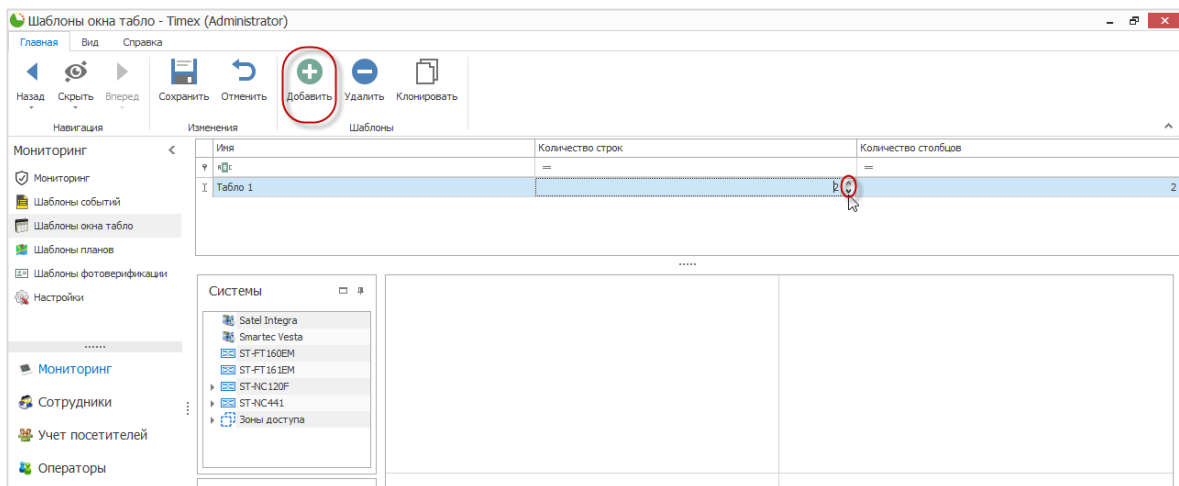 Шаблоны окна табло - Timex (Administrator)
Главная Вид Справка
Назад Скрыть Вперед Сохранить Отменить Добавить Удалить Клонировать
Навигация Изменения Шаблоны
Мониторинг
Мониторинг
Шаблоны событий
Шаблоны окна табло
Шаблоны планов
Шаблоны фотоверификации
Настройки
Мониторинг
Сотрудники
Учет посетителей
Операторы
Имя Количество строк Количество столбцов
= =
Табло 1 2 2
Системы
Satel Integra
Smartec Vesta
ST-FT160EM
ST-FT161EM
ST-NC120F
ST-NC441
Зоны доступа